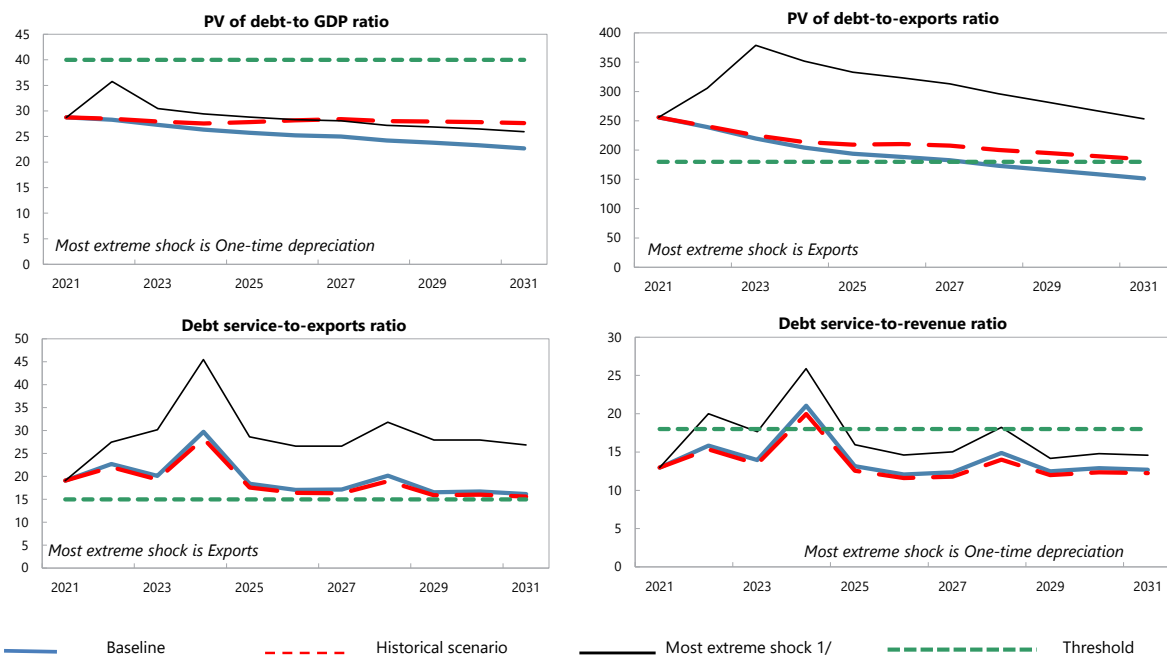 PV of debt-to GDP ratio
45
40
35
30
25
20
15
10
5
0
Most extreme shock is One-time depreciation
2021 2023 2025 2027 2029 2031
PV of debt-to-exports ratio
400
350
300
250
200
150
100
50
0
Most extreme shock is Exports
2021 2023 2025 2027 2029 2031
Debt service-to-exports ratio
50
45
40
35
30
25
20
15
10
5
0
Most extreme shock is Exports
2021 2023 2025 2027 2029 2031
Debt service-to-revenue ratio
30
25
20
15
10
5
0
Most extreme shock is One-time depreciation
2021 2023 2025 2027 2029 2031
Baseline Historical scenario Most extreme shock 1/ Threshold